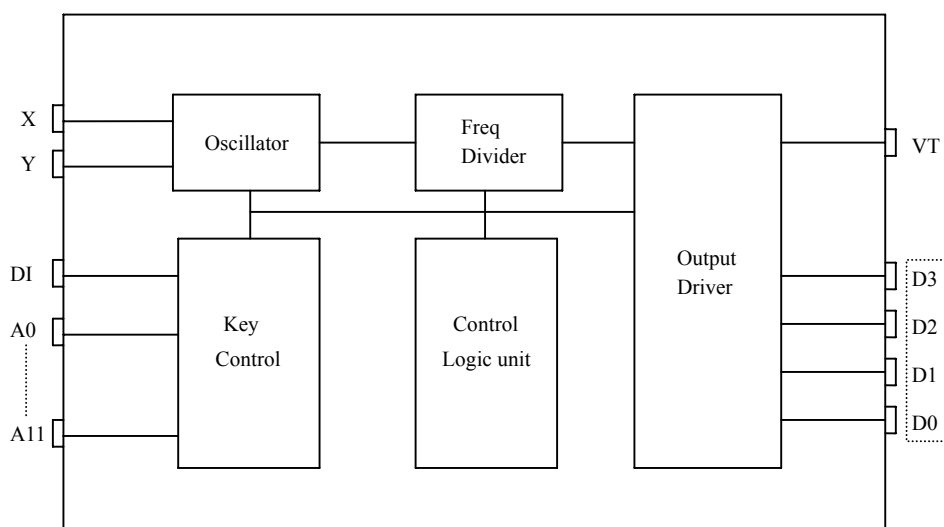 X
Y
DI
A0
A11
Oscillator
Freq
Divider
Key
Control
Control
Logic unit
Output
Driver
VT
D3
D2
D1
D0